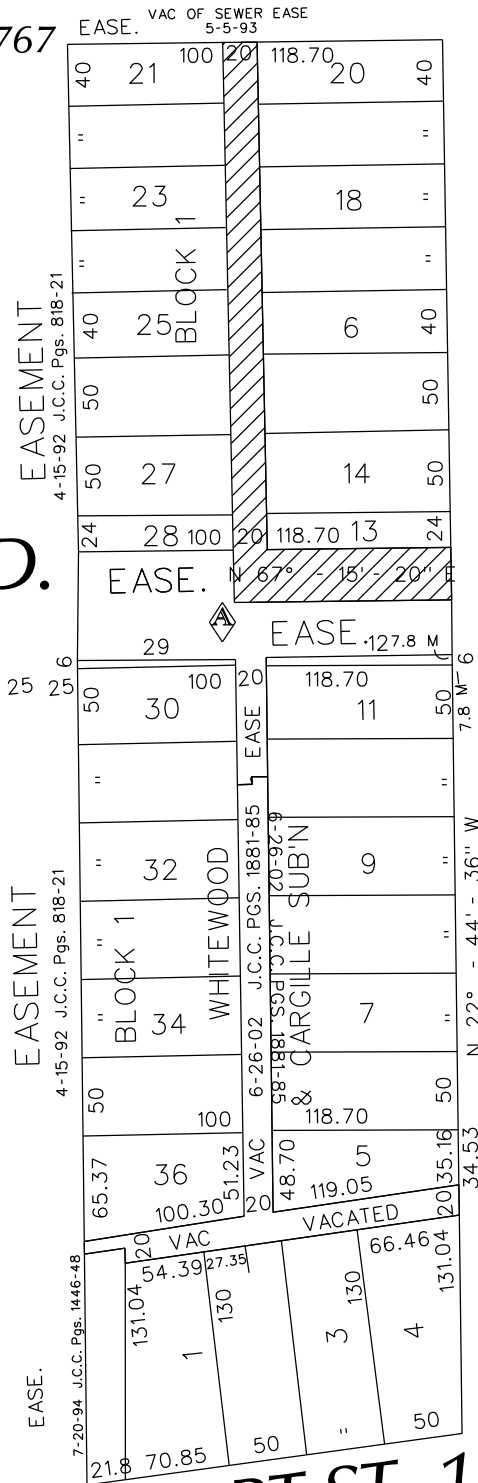 767
EASE.
VAC OF SEWER EASE
5-5-93
40 21 100 20 118.70 20 40
" "
" 23 18 "
" "
BLOCK 1
40 25 6 40
EASEMENT
4-15-92 J.C.C. Pgs. 818-21
50 50
50 27 14 50
24 28 100 20 118.70 13 24
D.
EASE. N 67° - 15' - 20" E
A
EASE. 127.8 M
6 29 6
25 25 50 30 100 20 118.70 11 50 7.8 M
EASE
" "
" 32 9 "
" "
" 34 7 "
EASEMENT
4-15-92 J.C.C. Pgs. 818-21
BLOCK 1
WHITEWOOD
& CARGILLE SUB'N
6-26-02 J.C.C. PGS. 1881-85
6-26-02 J.C.C. PGS. 1881-85
N 22° - 44' - 36" W
50 100 118.70 50
VAC
65.37 36 51.23 48.70 5 35.16 34.53
100.30 20 119.05 20
VAC VACATED
20 54.39 27.35 66.46
131.04 130 130 131.04
1 3 4
EASE.
7-20-94 J.C.C. Pgs. 1446-48
21.8 70.85 50 " 50
RT ST. 1